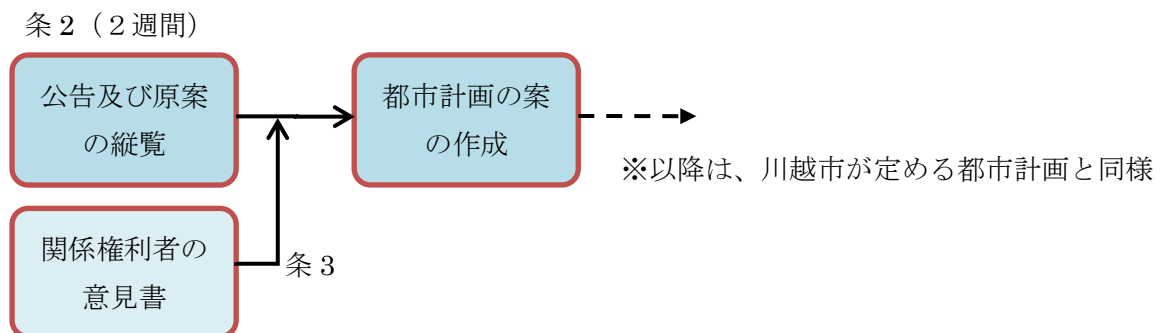 条２（２週間）
公告及び原案
の縦覧
都市計画の案
の作成
※以降は、川越市が定める都市計画と同様
関係権利者の
意見書
条３